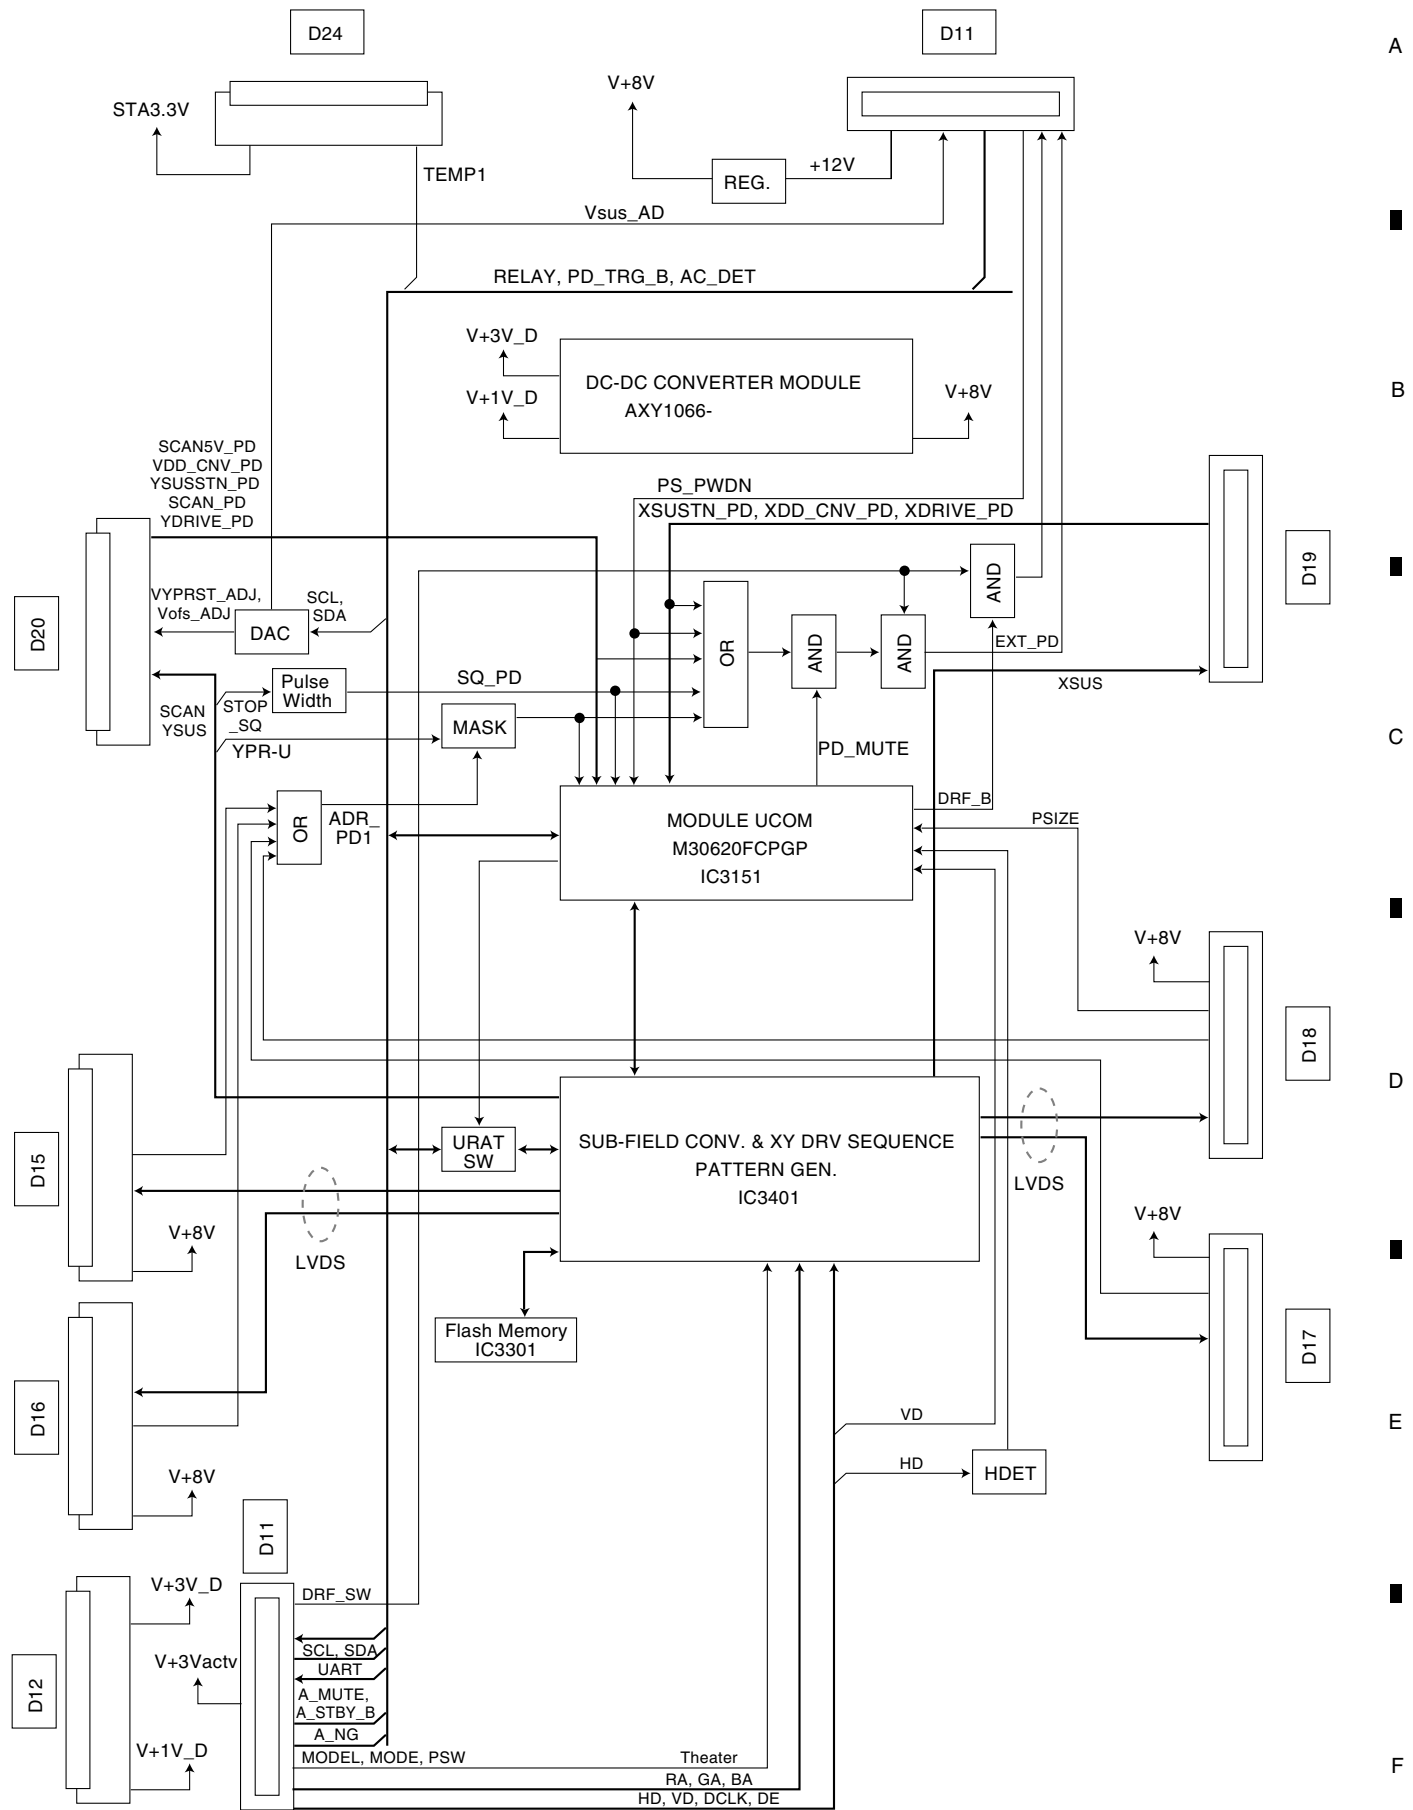 D24
D11
A
V+8V
STA3.3V
TEMP1
REG.
+12V
Vsus_AD
RELAY, PD_TRG_B, AC_DET
V+3V_D
DC-DC CONVERTER MODULE
AXY1066-
V+1V_D
V+8V
B
SCAN5V_PD
VDD_CNV_PD
YSUSSTN_PD
SCAN_PD
YDRIVE_PD
PS_PWDN
XSUSTN_PD, XDD_CNV_PD, XDRIVE_PD
D19
AND
D20
VYPRST_ADJ,
Vofs_ADJ
DAC
SCL,
SDA
OR
AND
AND
EXT_PD
XSUS
Pulse
Width
SQ_PD
SCAN
YSUS
STOP
_SQ
MASK
YPR-U
PD_MUTE
C
OR
ADR_
PD1
MODULE UCOM
M30620FCPGP
IC3151
DRF_B
PSIZE
V+8V
D18
D
D15
URAT
SW
SUB-FIELD CONV. & XY DRV SEQUENCE
PATTERN GEN.
IC3401
LVDS
V+8V
LVDS
V+8V
Flash Memory
IC3301
D17
D16
VD
E
HD
HDET
V+8V
D11
V+3V_D
DRF_SW
D12
V+3Vactv
SCL, SDA
UART
A_MUTE,
A_STBY_B
A_NG
V+1V_D
MODEL, MODE, PSW
Theater
F
RA, GA, BA
HD, VD, DCLK, DE